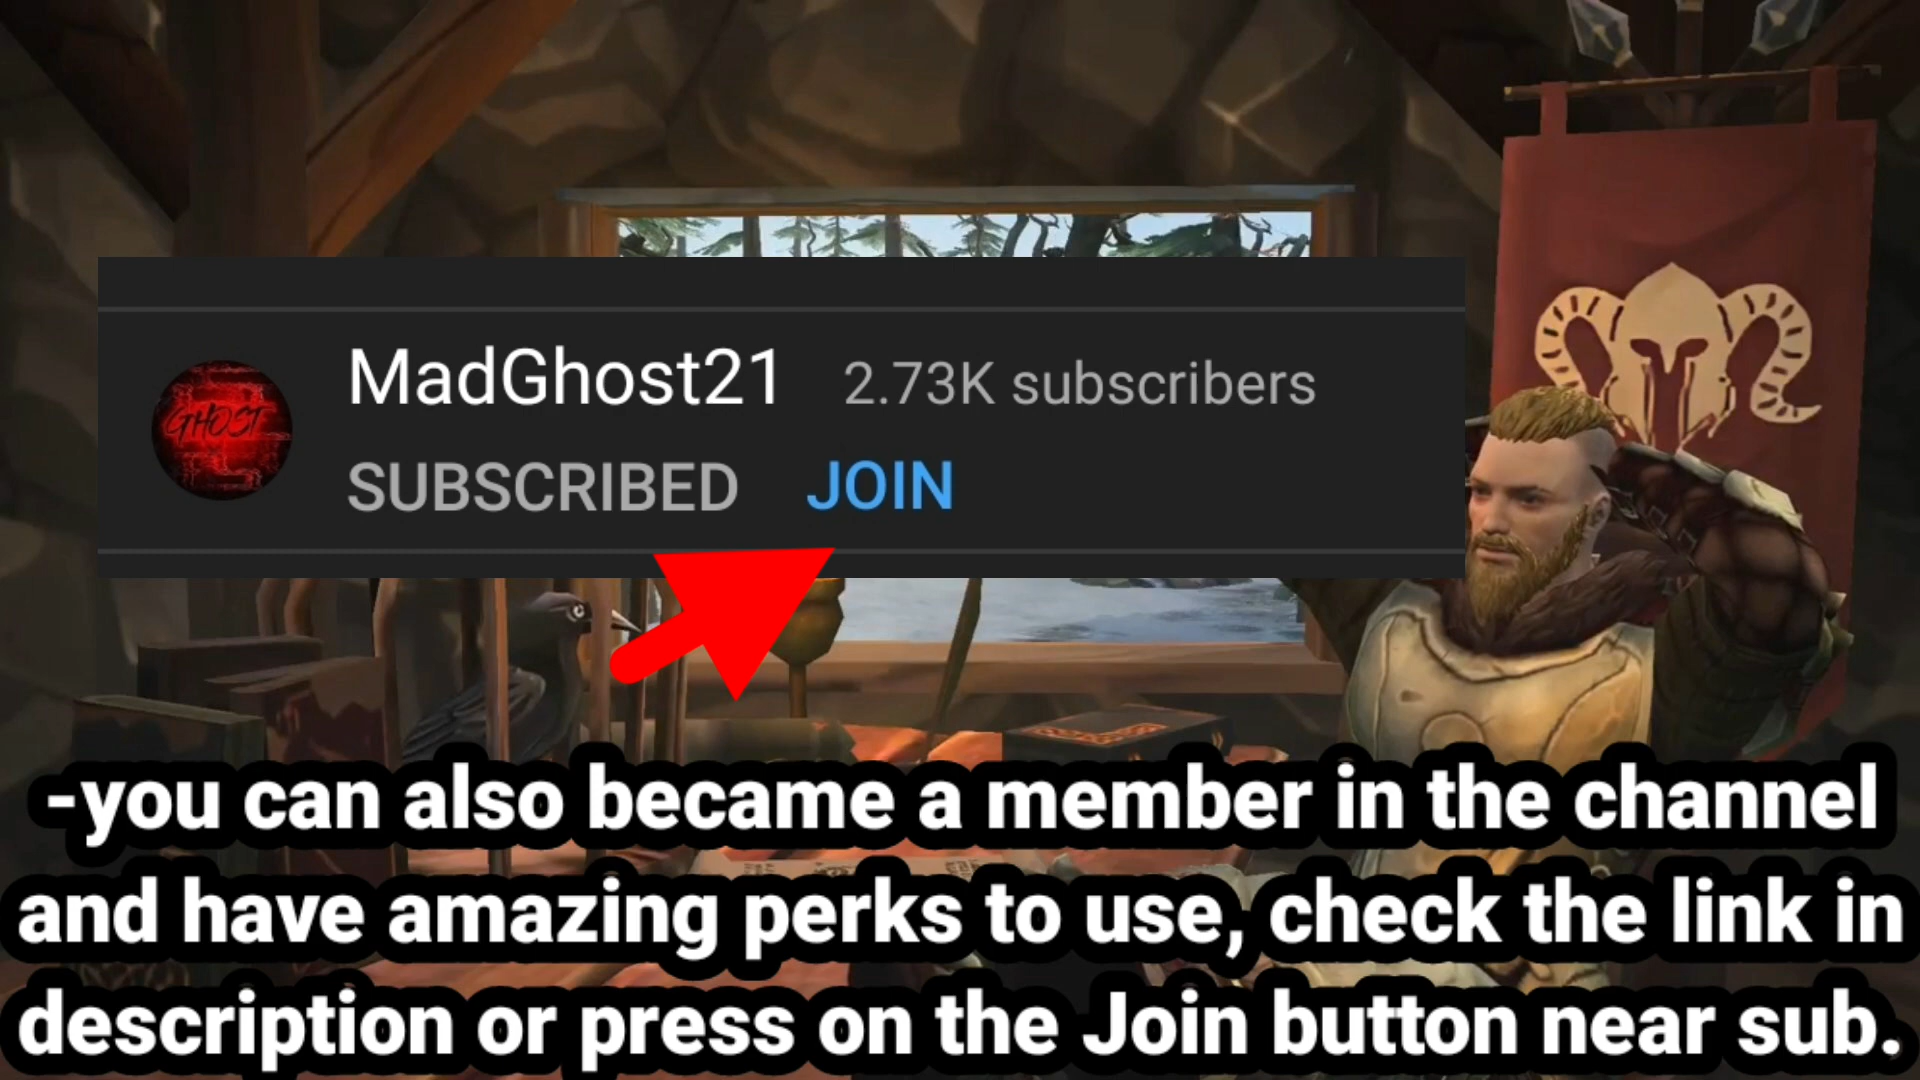 MadGhost21 2.73K subscribers
GHOST
SUBSCRIBED JOIN
-you can also became a member in the channel
and have amazing perks to use, check the link in
description or press on the Join button near sub.